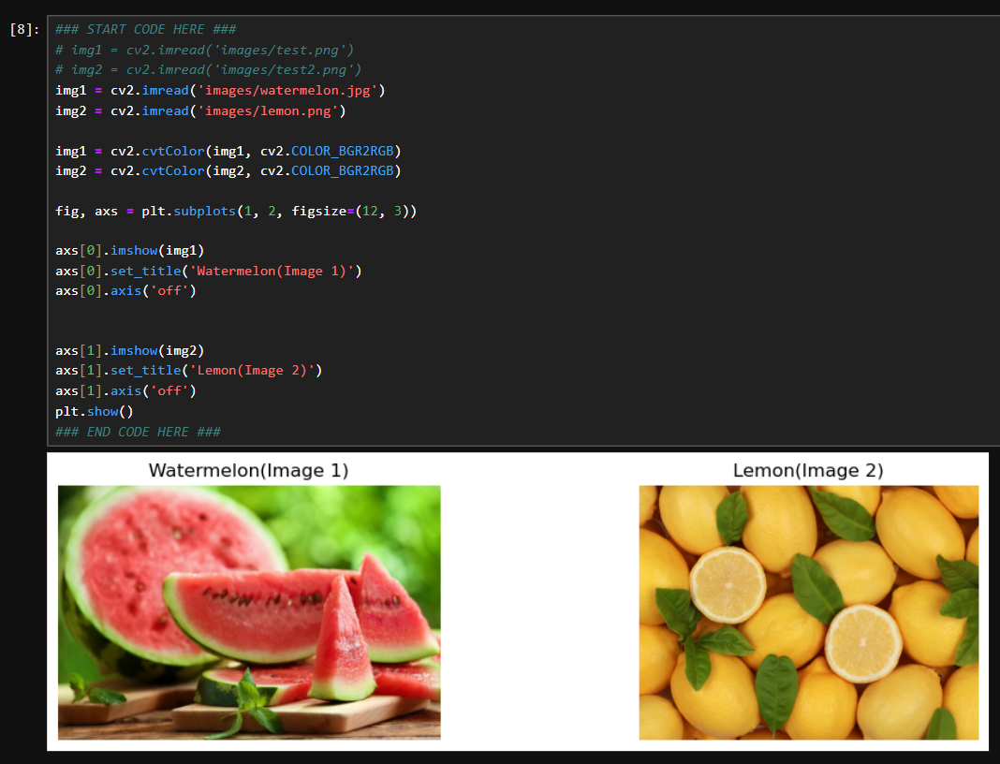 [8]:
### START CODE HERE ###
# img1 = cv2.imread('images/test.png')
# img2 = cv2.imread('images/test2.png')
img1 = cv2.imread('images/watermelon.jpg')
img2 = cv2.imread('images/lemon.png')
img1 = cv2.cvtColor(img1, cv2.COLOR_BGR2RGB)
img2 = cv2.cvtColor(img2, cv2.COLOR_BGR2RGB)
fig, axs = plt.subplots(1, 2, figsize=(12, 3))
axs[0].imshow(img1)
axs[0].set_title('Watermelon(Image 1)')
axs[0].axis('off')
axs[1].imshow(img2)
axs[1].set_title('Lemon(Image 2)')
axs[1].axis('off')
plt.show()
### END CODE HERE ###
Watermelon(Image 1)
Lemon(Image 2)